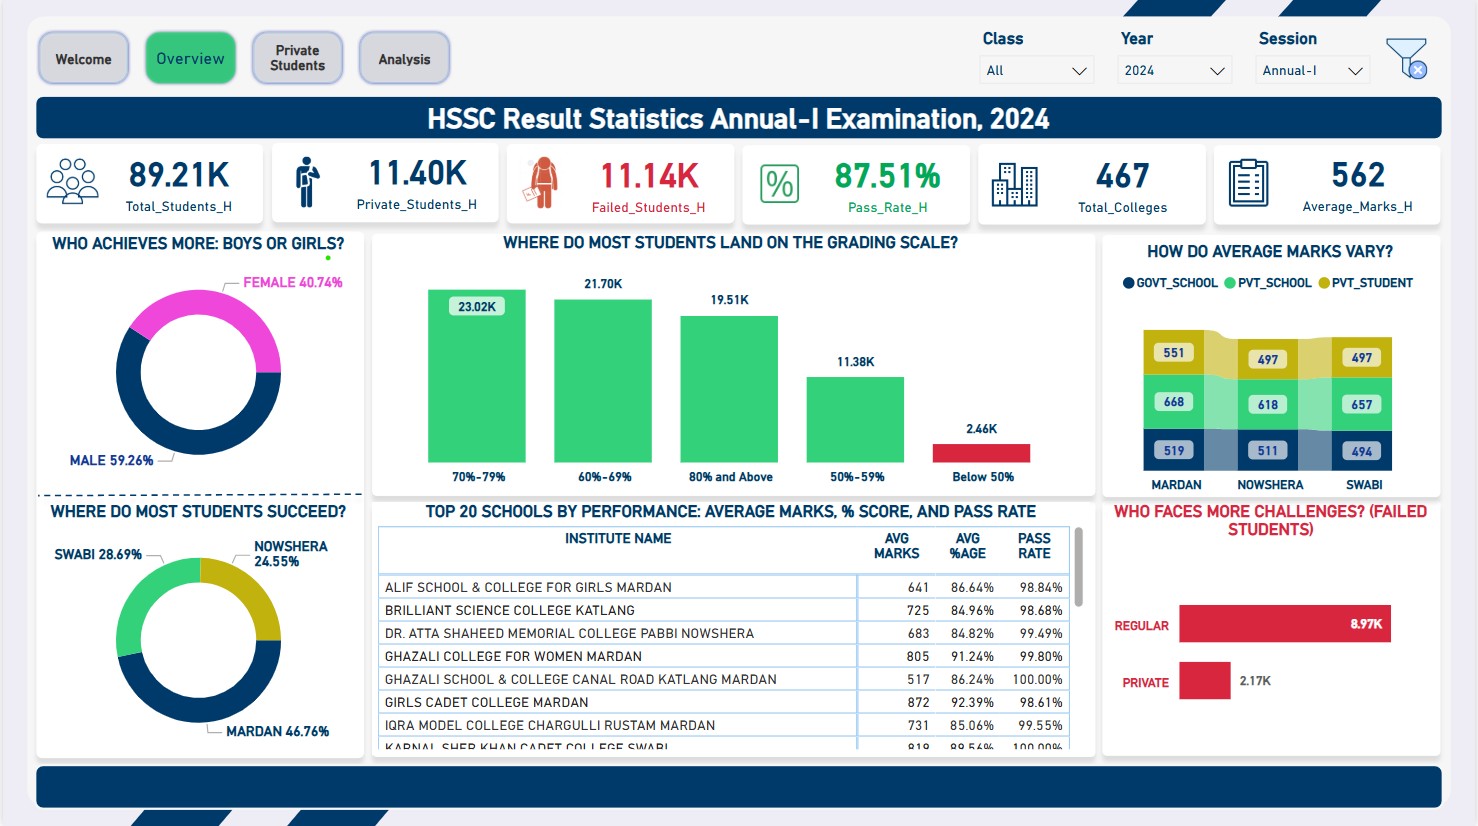 Welcome
Overview
Private
Students
Analysis
Class
Year
Session
All
2024
Annual-I
HSSC Result Statistics Annual-I Examination, 2024
89.21K
Total_Students_H
11.40K
Private_Students_H
11.14K
Failed_Students_H
%
87.51%
Pass_Rate_H
467
Total_Colleges
562
Average_Marks_H
WHO ACHIEVES MORE: BOYS OR GIRLS?
FEMALE 40.74%
MALE 59.26%
WHERE DO MOST STUDENTS LAND ON THE GRADING SCALE?
23.02K
21.70K
19.51K
11.38K
2.46K
70%-79%
60%-69%
80% and Above
50%-59%
Below 50%
HOW DO AVERAGE MARKS VARY?
GOVT_SCHOOL
PVT_SCHOOL
PVT_STUDENT
551
497
497
668
618
657
519
511
494
MARDAN
NOWSHERA
SWABI
WHERE DO MOST STUDENTS SUCCEED?
SWABI 28.69%
NOWSHERA
24.55%
MARDAN 46.76%
TOP 20 SCHOOLS BY PERFORMANCE: AVERAGE MARKS, % SCORE, AND PASS RATE
INSTITUTE NAME
AVG
MARKS
AVG
%AGE
PASS
RATE
ALIF SCHOOL & COLLEGE FOR GIRLS MARDAN 641 86.64% 98.84%
BRILLIANT SCIENCE COLLEGE KATLANG 725 84.96% 98.68%
DR. ATTA SHAHEED MEMORIAL COLLEGE PABBI NOWSHERA 683 84.82% 99.49%
GHAZALI COLLEGE FOR WOMEN MARDAN 805 91.24% 99.80%
GHAZALI SCHOOL & COLLEGE CANAL ROAD KATLANG MARDAN 517 86.24% 100.00%
GIRLS CADET COLLEGE MARDAN 872 92.39% 98.61%
IQRA MODEL COLLEGE CHARGULLI RUSTAM MARDAN 731 85.06% 99.55%
KARNAL SHER KHAN CADET COLLEGE SWABI 819 89.56% 100.00%
WHO FACES MORE CHALLENGES? (FAILED
STUDENTS)
REGULAR
8.97K
PRIVATE
2.17K